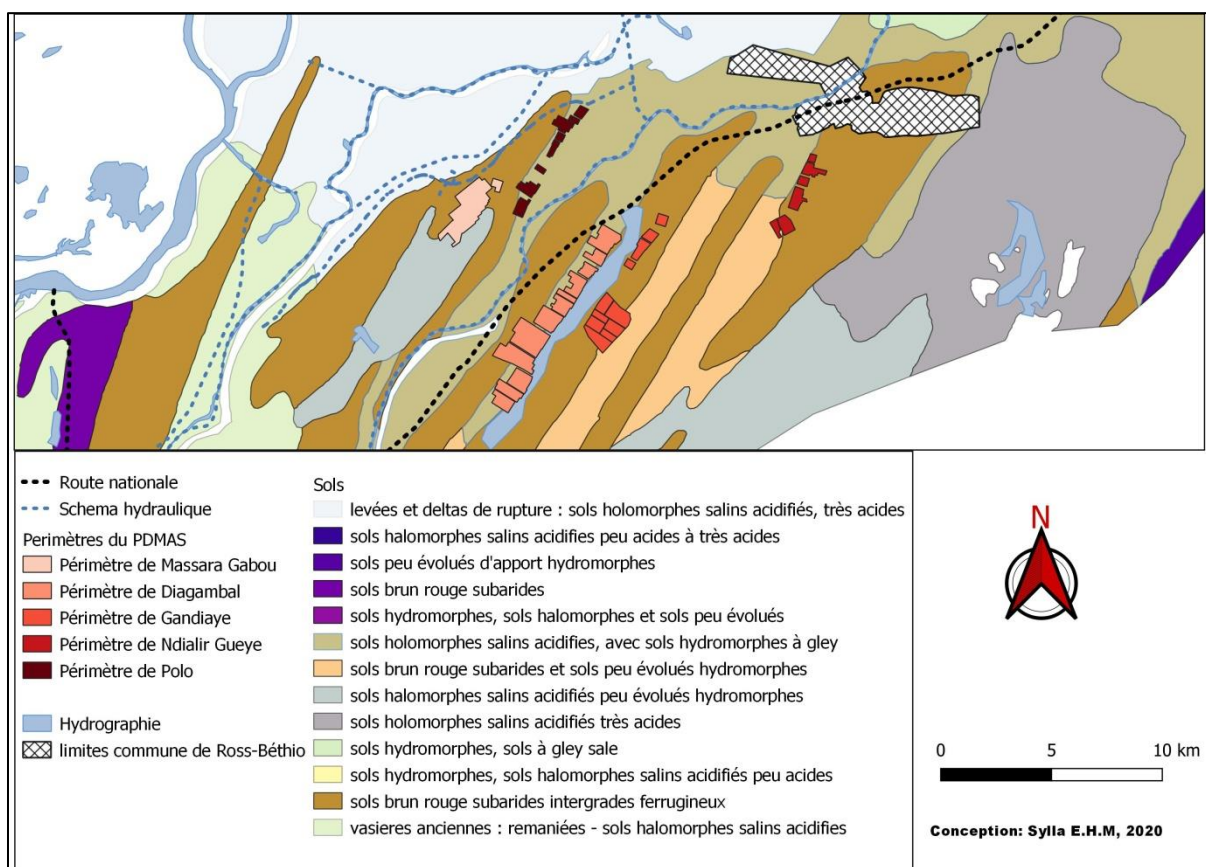 Route nationale
Schema hydraulique
Perimètres du PDMAS
Périmètre de Massara Gabou
Périmètre de Diagambal
Périmètre de Gandiaye
Périmètre de Ndialir Gueye
Périmètre de Polo
Hydrographie
limites commune de Ross-Béthio
Sols
levées et deltas de rupture : sols holomorphes salins acidifiés, très acides
sols halomorphes salins acidifies peu acides à très acides
sols peu évolués d'apport hydromorphes
sols brun rouge subarides
sols hydromorphes, sols halomorphes et sols peu évolués
sols holomorphes salins acidifies, avec sols hydromorphes à gley
sols brun rouge subarides et sols peu évolués hydromorphes
sols halomorphes salins acidifiés peu évolués hydromorphes
sols holomorphes salins acidifiés très acides
sols hydromorphes, sols à gley sale
sols hydromorphes, sols halomorphes salins acidifiés peu acides
sols brun rouge subarides intergrades ferrugineux
vasieres anciennes : remaniées - sols halomorphes salins acidifies
N
0 5 10 km
Conception: Sylla E.H.M, 2020